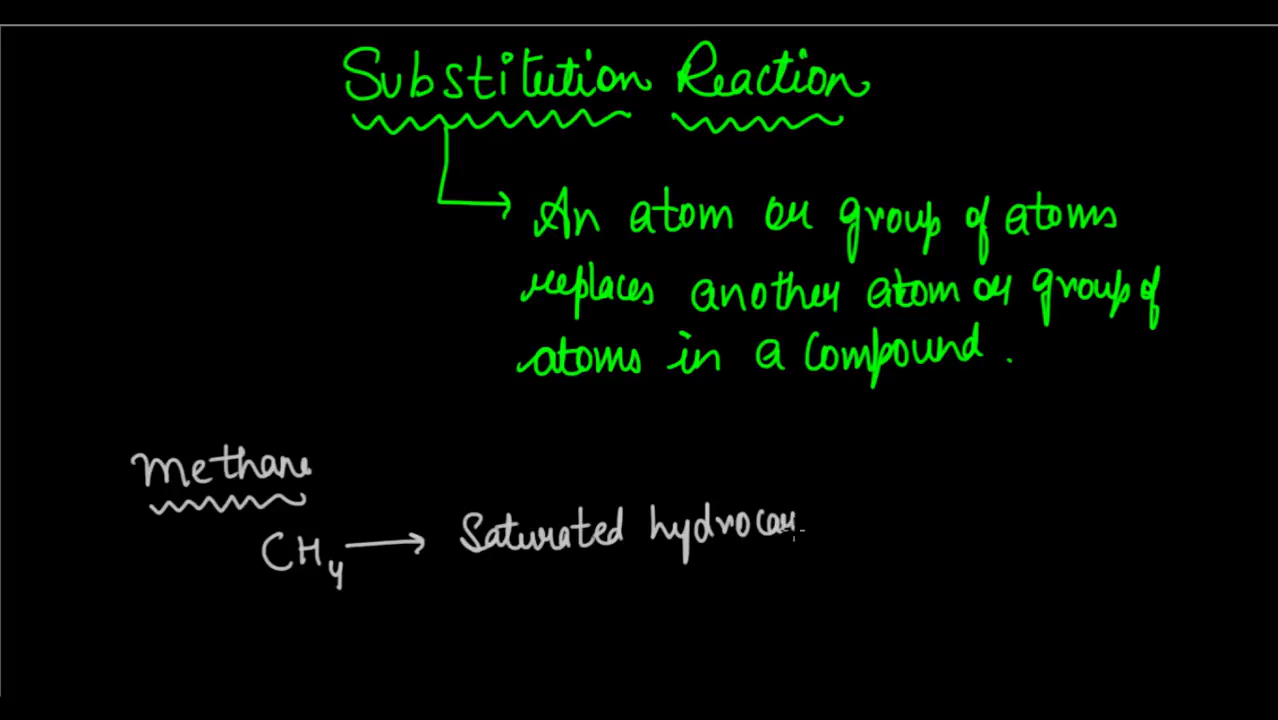 Substitution Reaction
An atom or group of atoms
replaces another atom or group of
atoms in a compound.
Methane
CH4 → Saturated hydrocar